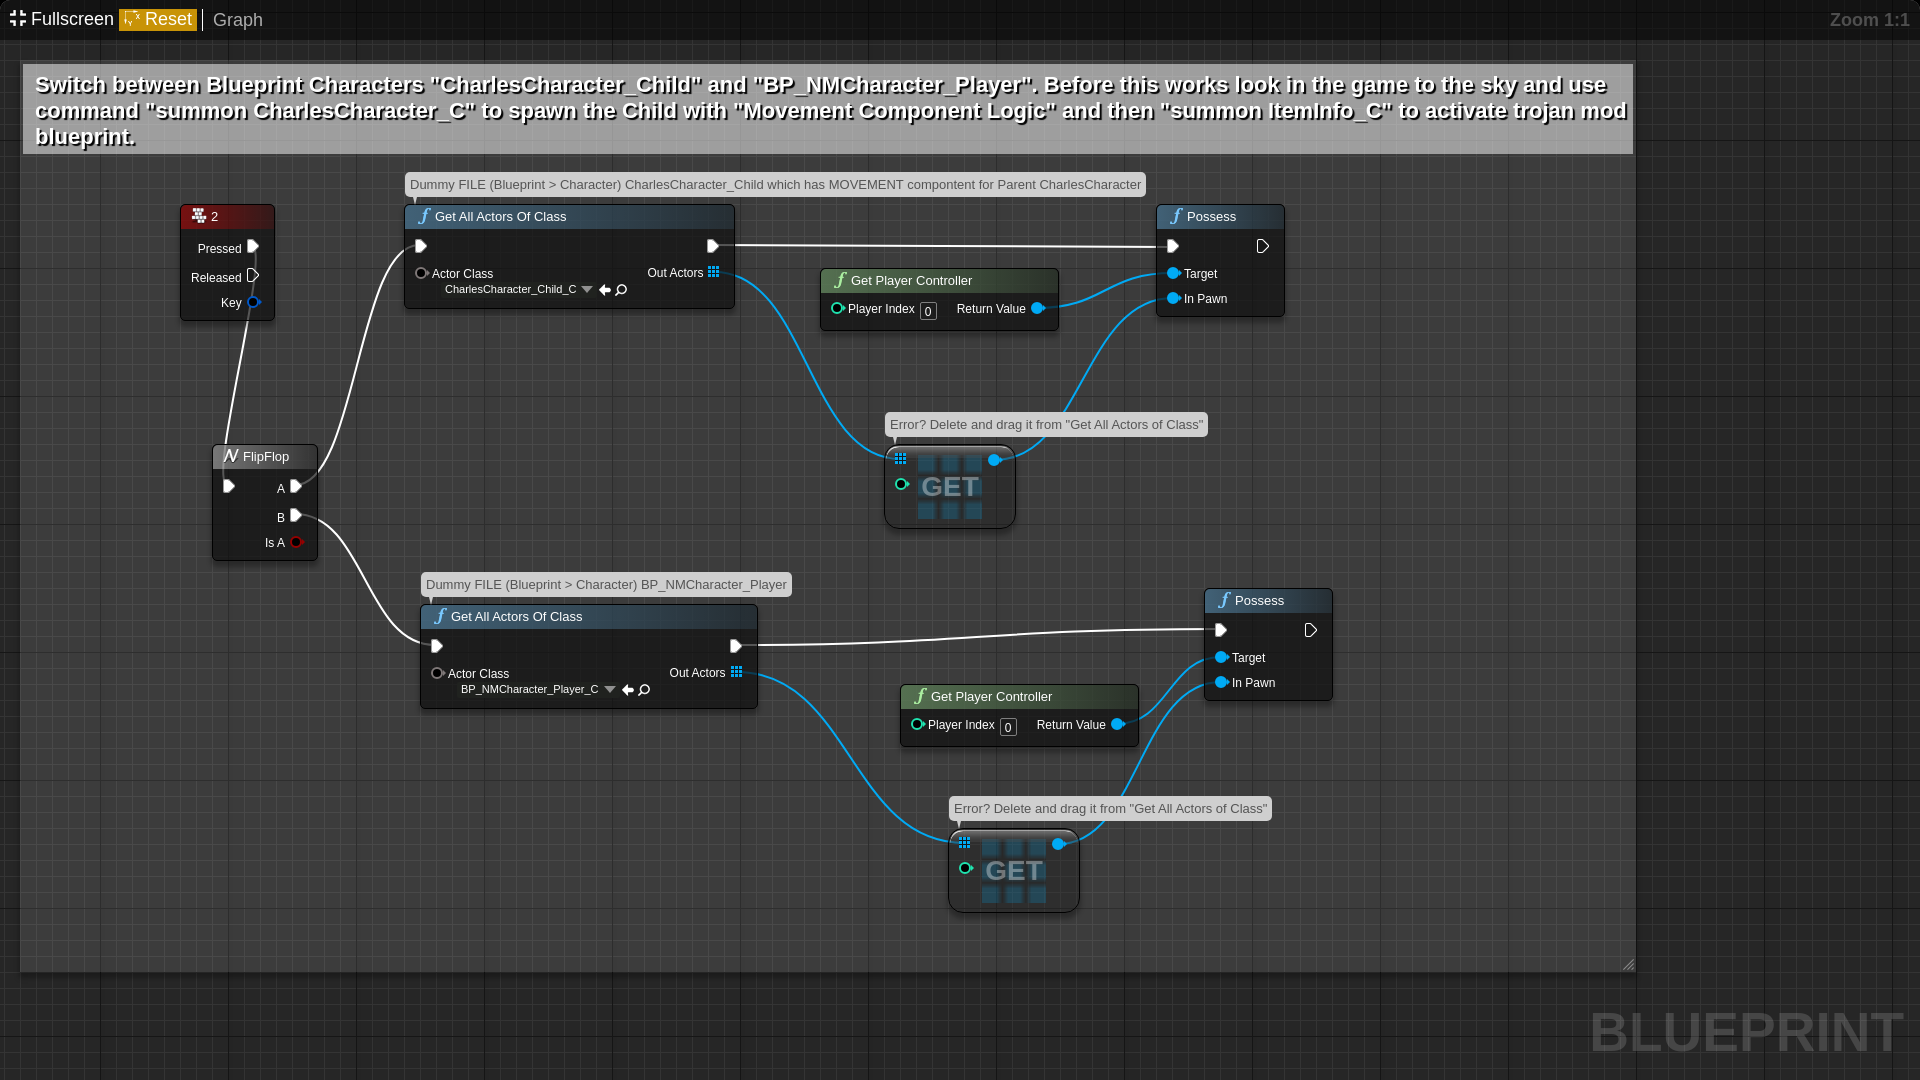 Fullscreen Reset Graph Zoom 1:1
Switch between Blueprint Characters "CharlesCharacter_Child" and "BP_NMCharacter_Player". Before this works look in the game to the sky and use
command "summon CharlesCharacter_C" to spawn the Child with "Movement Component Logic" and then "summon ItemInfo_C" to activate trojan mod
blueprint.
Dummy FILE (Blueprint > Character) CharlesCharacter_Child which has MOVEMENT compontent for Parent CharlesCharacter
2
Pressed
Released
Key
Get All Actors Of Class
Actor Class
Out Actors
CharlesCharacter_Child_C
Get Player Controller
Player Index 0 Return Value
Possess
Target
In Pawn
Error? Delete and drag it from "Get All Actors of Class"
GET
FlipFlop
A
B
Is A
Dummy FILE (Blueprint > Character) BP_NMCharacter_Player
Get All Actors Of Class
Actor Class
Out Actors
BP_NMCharacter_Player_C
Possess
Target
In Pawn
Get Player Controller
Player Index 0 Return Value
Error? Delete and drag it from "Get All Actors of Class"
GET
BLUEPRINT